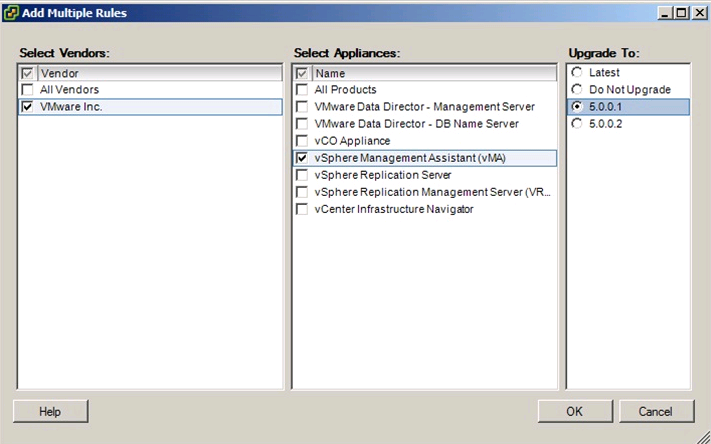 Add Multiple Rules
Select Vendors:
Vendor
All Vendors
VMware Inc.
Select Appliances:
Name
All Products
VMware Data Director - Management Server
VMware Data Director - DB Name Server
vCO Appliance
vSphere Management Assistant (vMA)
vSphere Replication Server
vSphere Replication Management Server (VR...
vCenter Infrastructure Navigator
Upgrade To:
Latest
Do Not Upgrade
5.0.0.1
5.0.0.2
Help
OK
Cancel